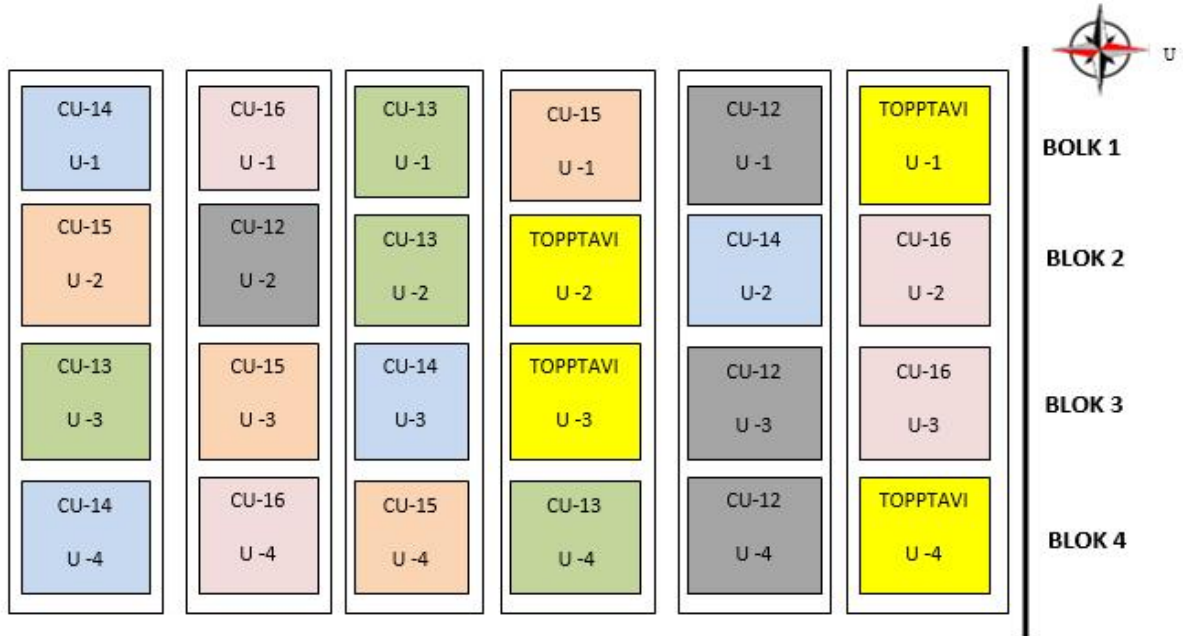 U
CU-14
U-1
CU-16
U -1
CU-13
U -1
CU-15
U -1
CU-12
U -1
TOPPTAVI
U -1
BOLK 1
CU-15
U -2
CU-12
U -2
CU-13
U -2
TOPPTAVI
U -2
CU-14
U-2
CU-16
U -2
BLOK 2
CU-13
U -3
CU-15
U -3
CU-14
U-3
TOPPTAVI
U -3
CU-12
U -3
CU-16
U-3
BLOK 3
CU-14
U -4
CU-16
U -4
CU-15
U -4
CU-13
U -4
CU-12
U -4
TOPPTAVI
U -4
BLOK 4